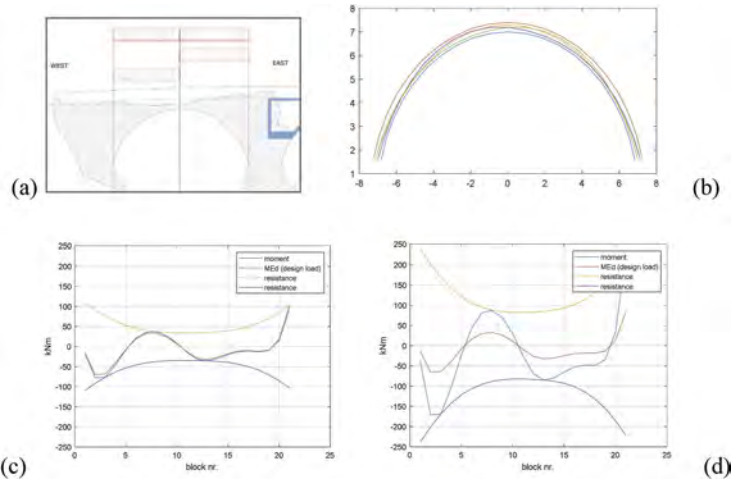 WEST
EAST
(a)
8
7
6
5
4
3
2
1
-8 -6 -4 -2 0 2 4 6 8
(b)
250
200
150
100
50
0
-50
-100
-150
-200
-250
kNm
moment
MEd (design load)
resistance
resistance
0 5 10 15 20 25
block nr.
(c)
250
200
150
100
50
0
-50
-100
-150
-200
-250
kNm
moment
MEd (design load)
resistance
resistance
0 5 10 15 20 25
block nr.
(d)